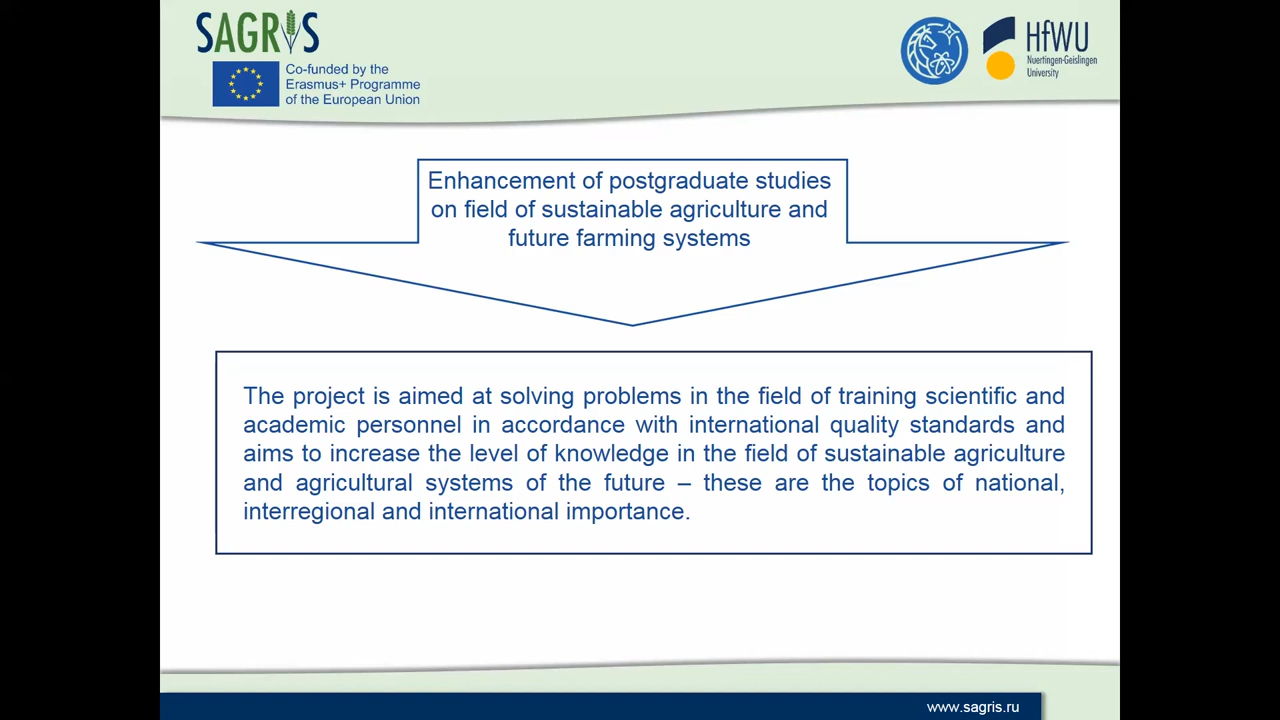 SAGRIS
Co-funded by the
Erasmus+ Programme
of the European Union
HfWU
Nuertingen-Geislingen
University
Enhancement of postgraduate studies
on field of sustainable agriculture and
future farming systems
The project is aimed at solving problems in the field of training scientific and
academic personnel in accordance with international quality standards and
aims to increase the level of knowledge in the field of sustainable agriculture
and agricultural systems of the future – these are the topics of national,
interregional and international importance.
www.sagris.ru